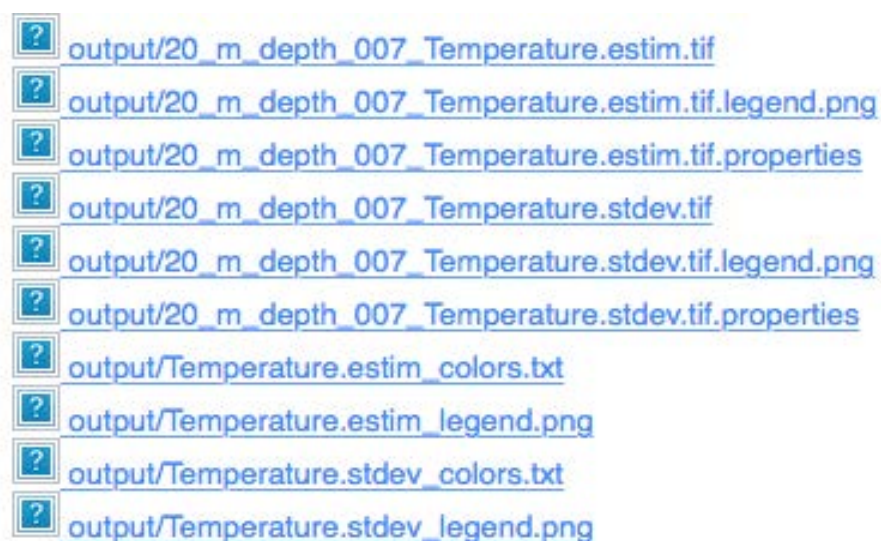 output/20_m_depth_007_Temperature.estim.tif
output/20_m_depth_007_Temperature.estim.tif.legend.png
output/20_m_depth_007_Temperature.estim.tif.properties
output/20_m_depth_007_Temperature.stdev.tif
output/20_m_depth_007_Temperature.stdev.tif.legend.png
output/20_m_depth_007_Temperature.stdev.tif.properties
output/Temperature.estim_colors.txt
output/Temperature.estim_legend.png
output/Temperature.stdev_colors.txt
output/Temperature.stdev_legend.png